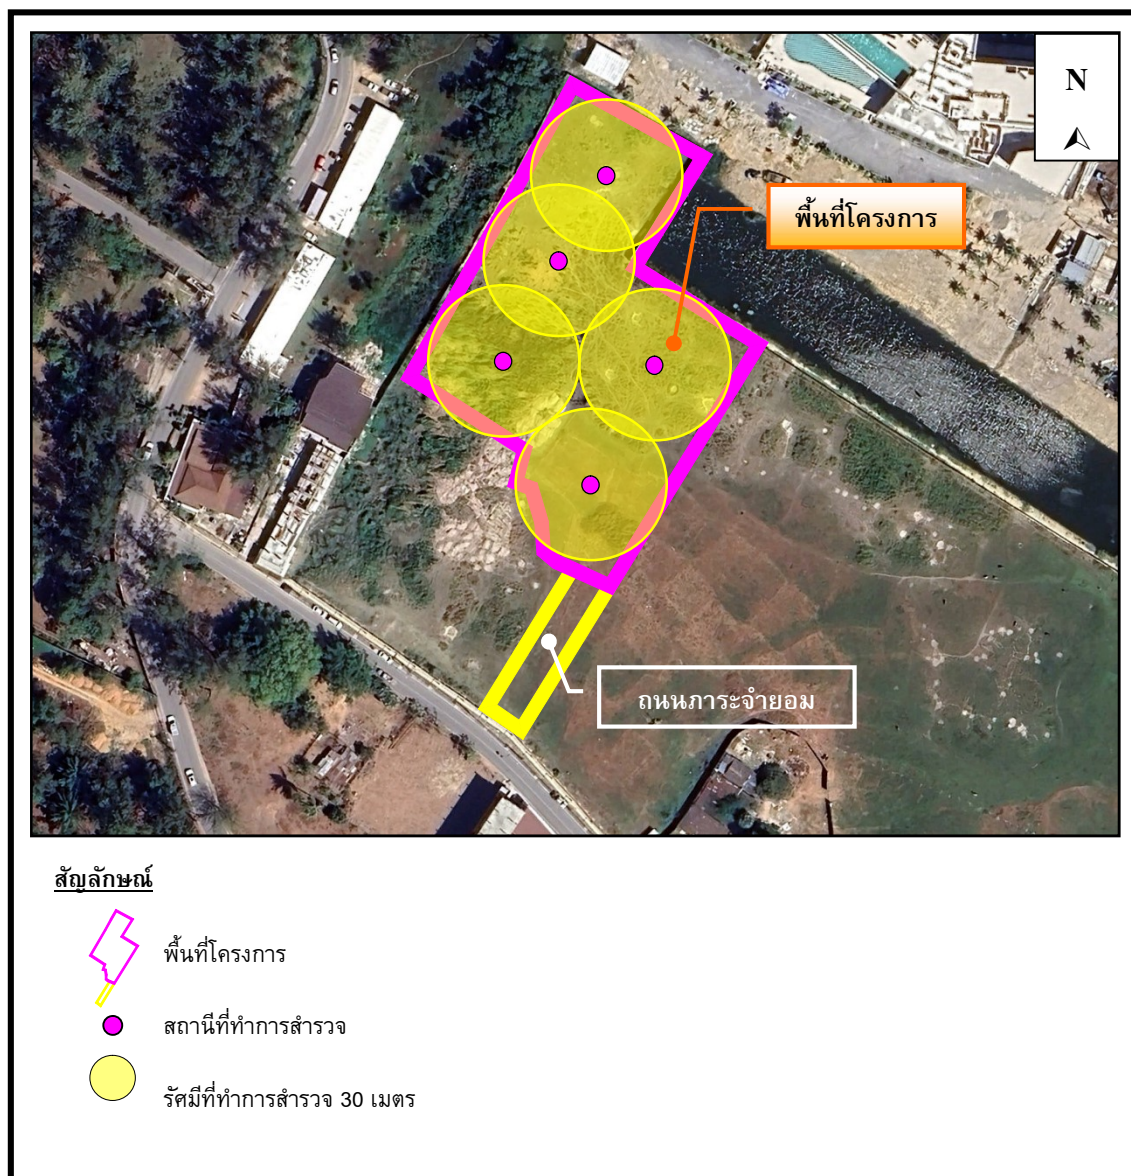 N
พื้นที่โครงการ
ถนนภาระจำยอม
สัญลักษณ์
พื้นที่โครงการ
สถานีที่ทำการสำรวจ
รัศมีที่ทำการสำรวจ 30 เมตร